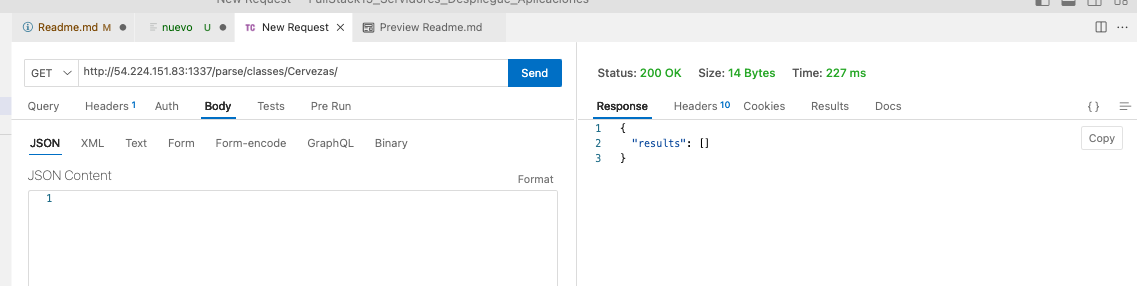 New Request — FullStack15_Servidores_Despliegue_Aplicaciones
Readme.md M nuevo U TC New Request Preview Readme.md
GET http://54.224.151.83:1337/parse/classes/Cervezas/ Send
Status: 200 OK Size: 14 Bytes Time: 227 ms
Query Headers 1 Auth Body Tests Pre Run
Response Headers 10 Cookies Results Docs { }
JSON XML Text Form Form-encode GraphQL Binary
JSON Content
Format
1
1 {
2 "results": []
3 }
Copy